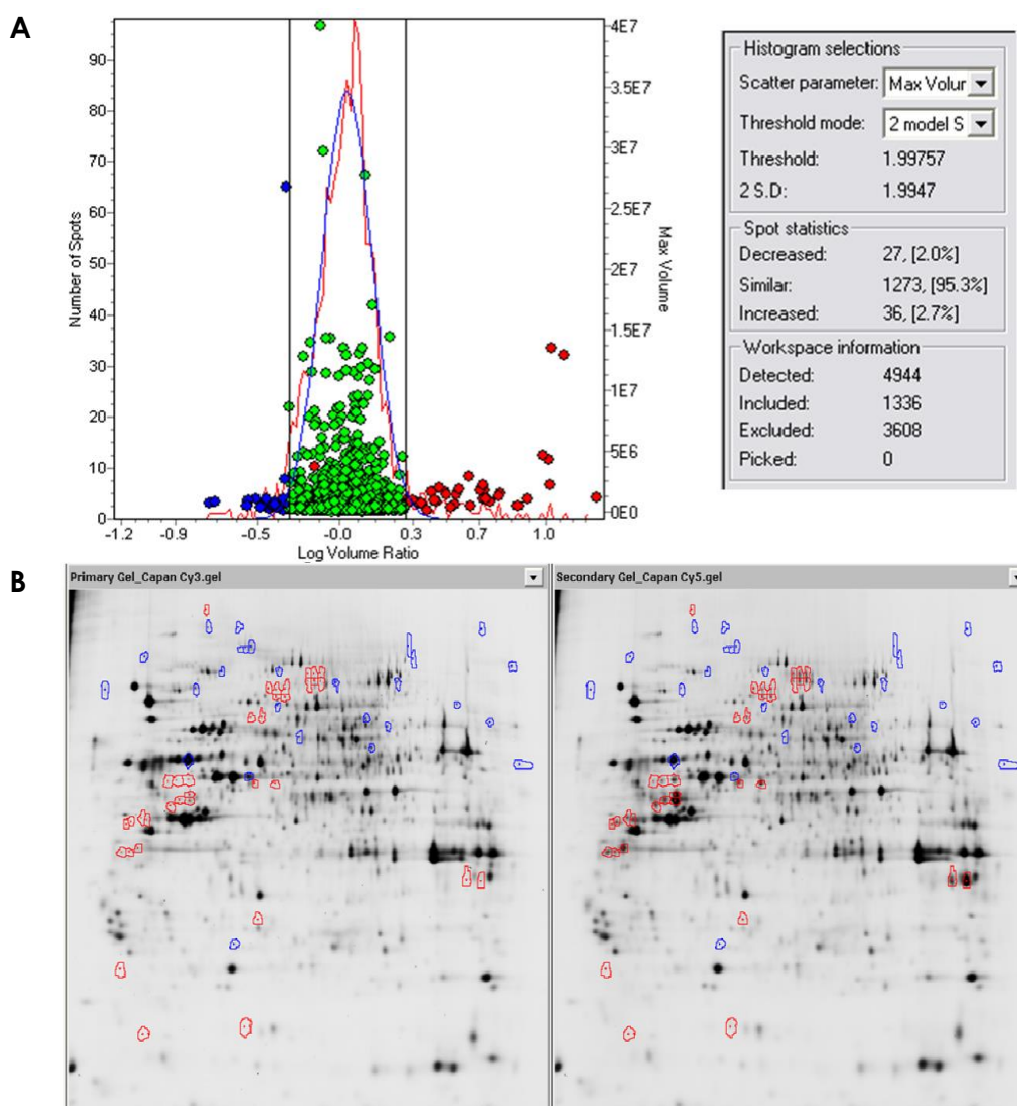 A
Number of Spots
90
80
70
60
50
40
30
20
10
0
4E7
3.5E7
3E7
2.5E7
2E7
1.5E7
1E7
5E6
0E0
Max Volume
-1.2 -0.9 -0.5 -0.0 0.3 0.7 1.0
Log Volume Ratio
Histogram selections
Scatter parameter: Max Volur
Threshold mode: 2 model S
Threshold: 1.99757
2 S.D: 1.9947
Spot statistics
Decreased: 27, [2.0%]
Similar: 1273, [95.3%]
Increased: 36, [2.7%]
Workspace information
Detected: 4944
Included: 1336
Excluded: 3608
Picked: 0
B
Primary Gel_Capan Cy3.gel
Secondary Gel_Capan Cy5.gel